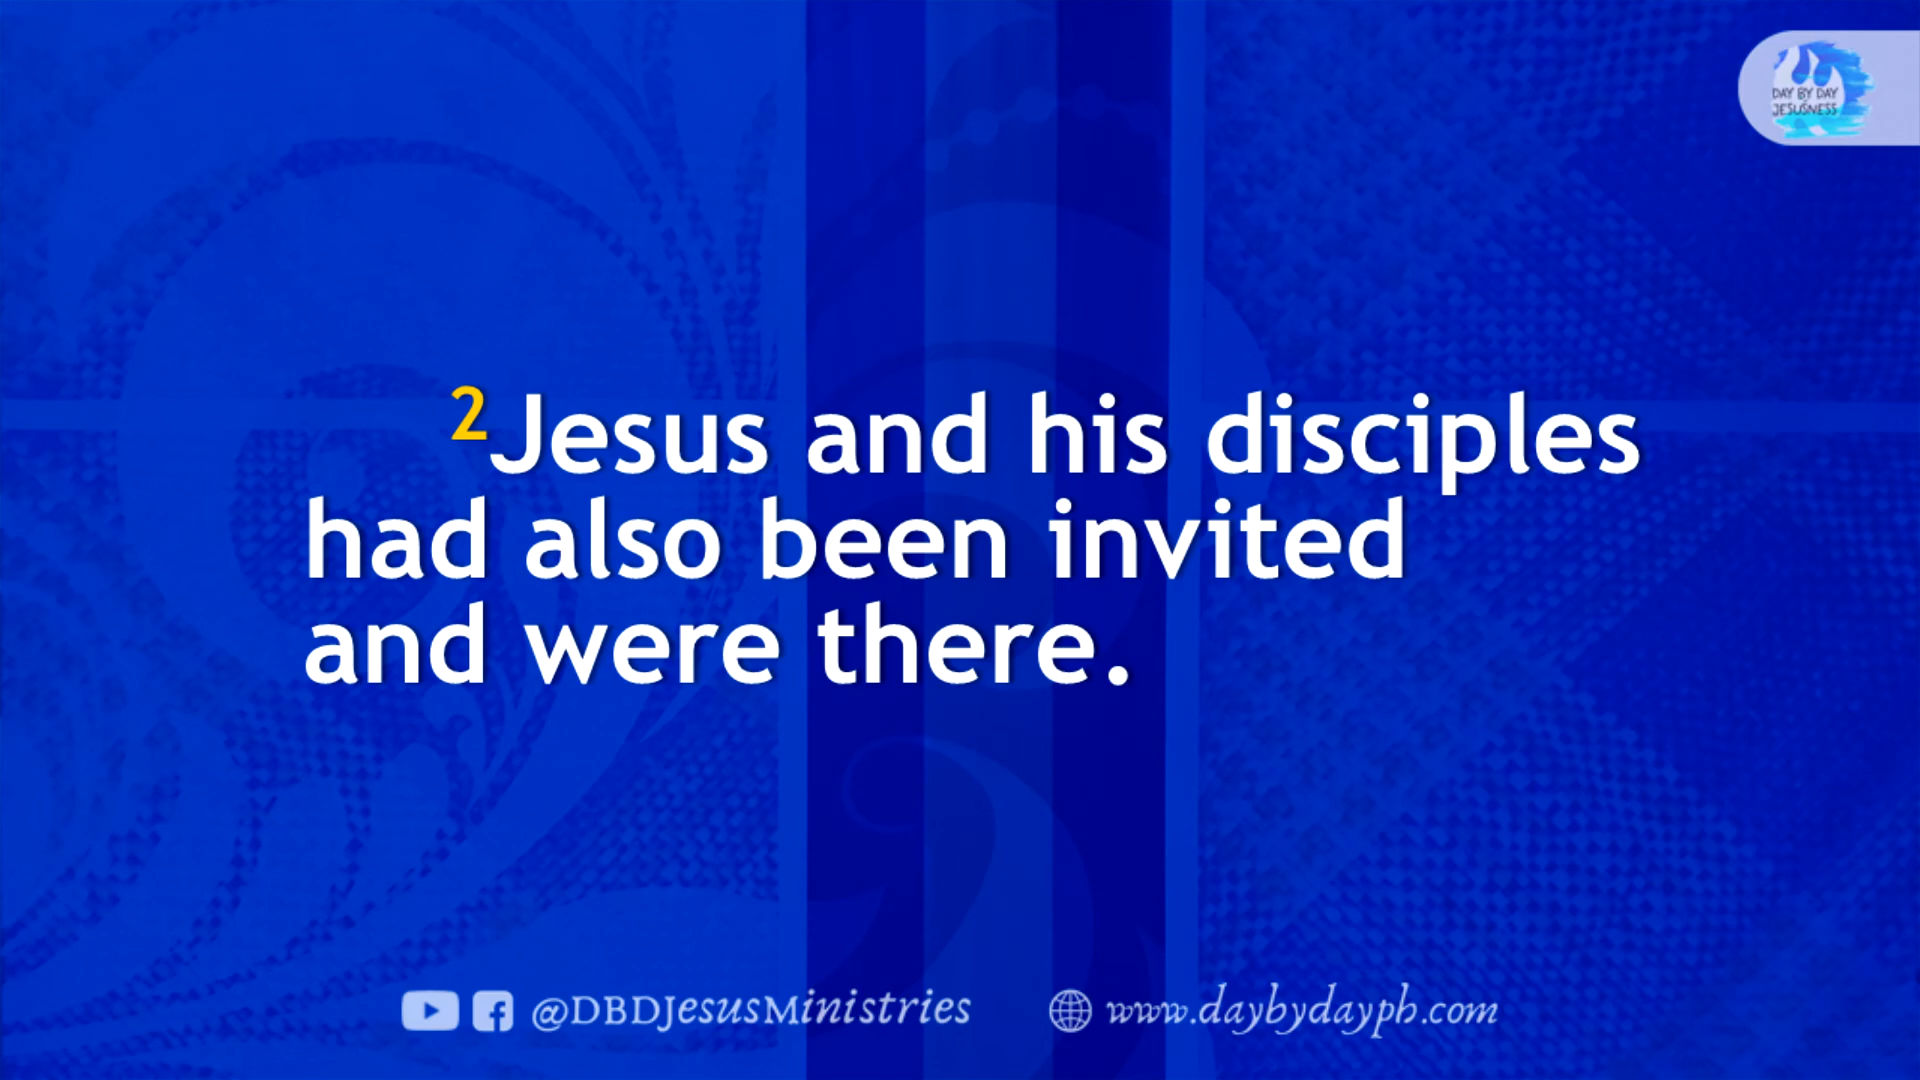 DAY BY DAY
JESUSNESS
2Jesus and his disciples
had also been invited
and were there.
@DBDJesusMinistries
www.daybydayph.com